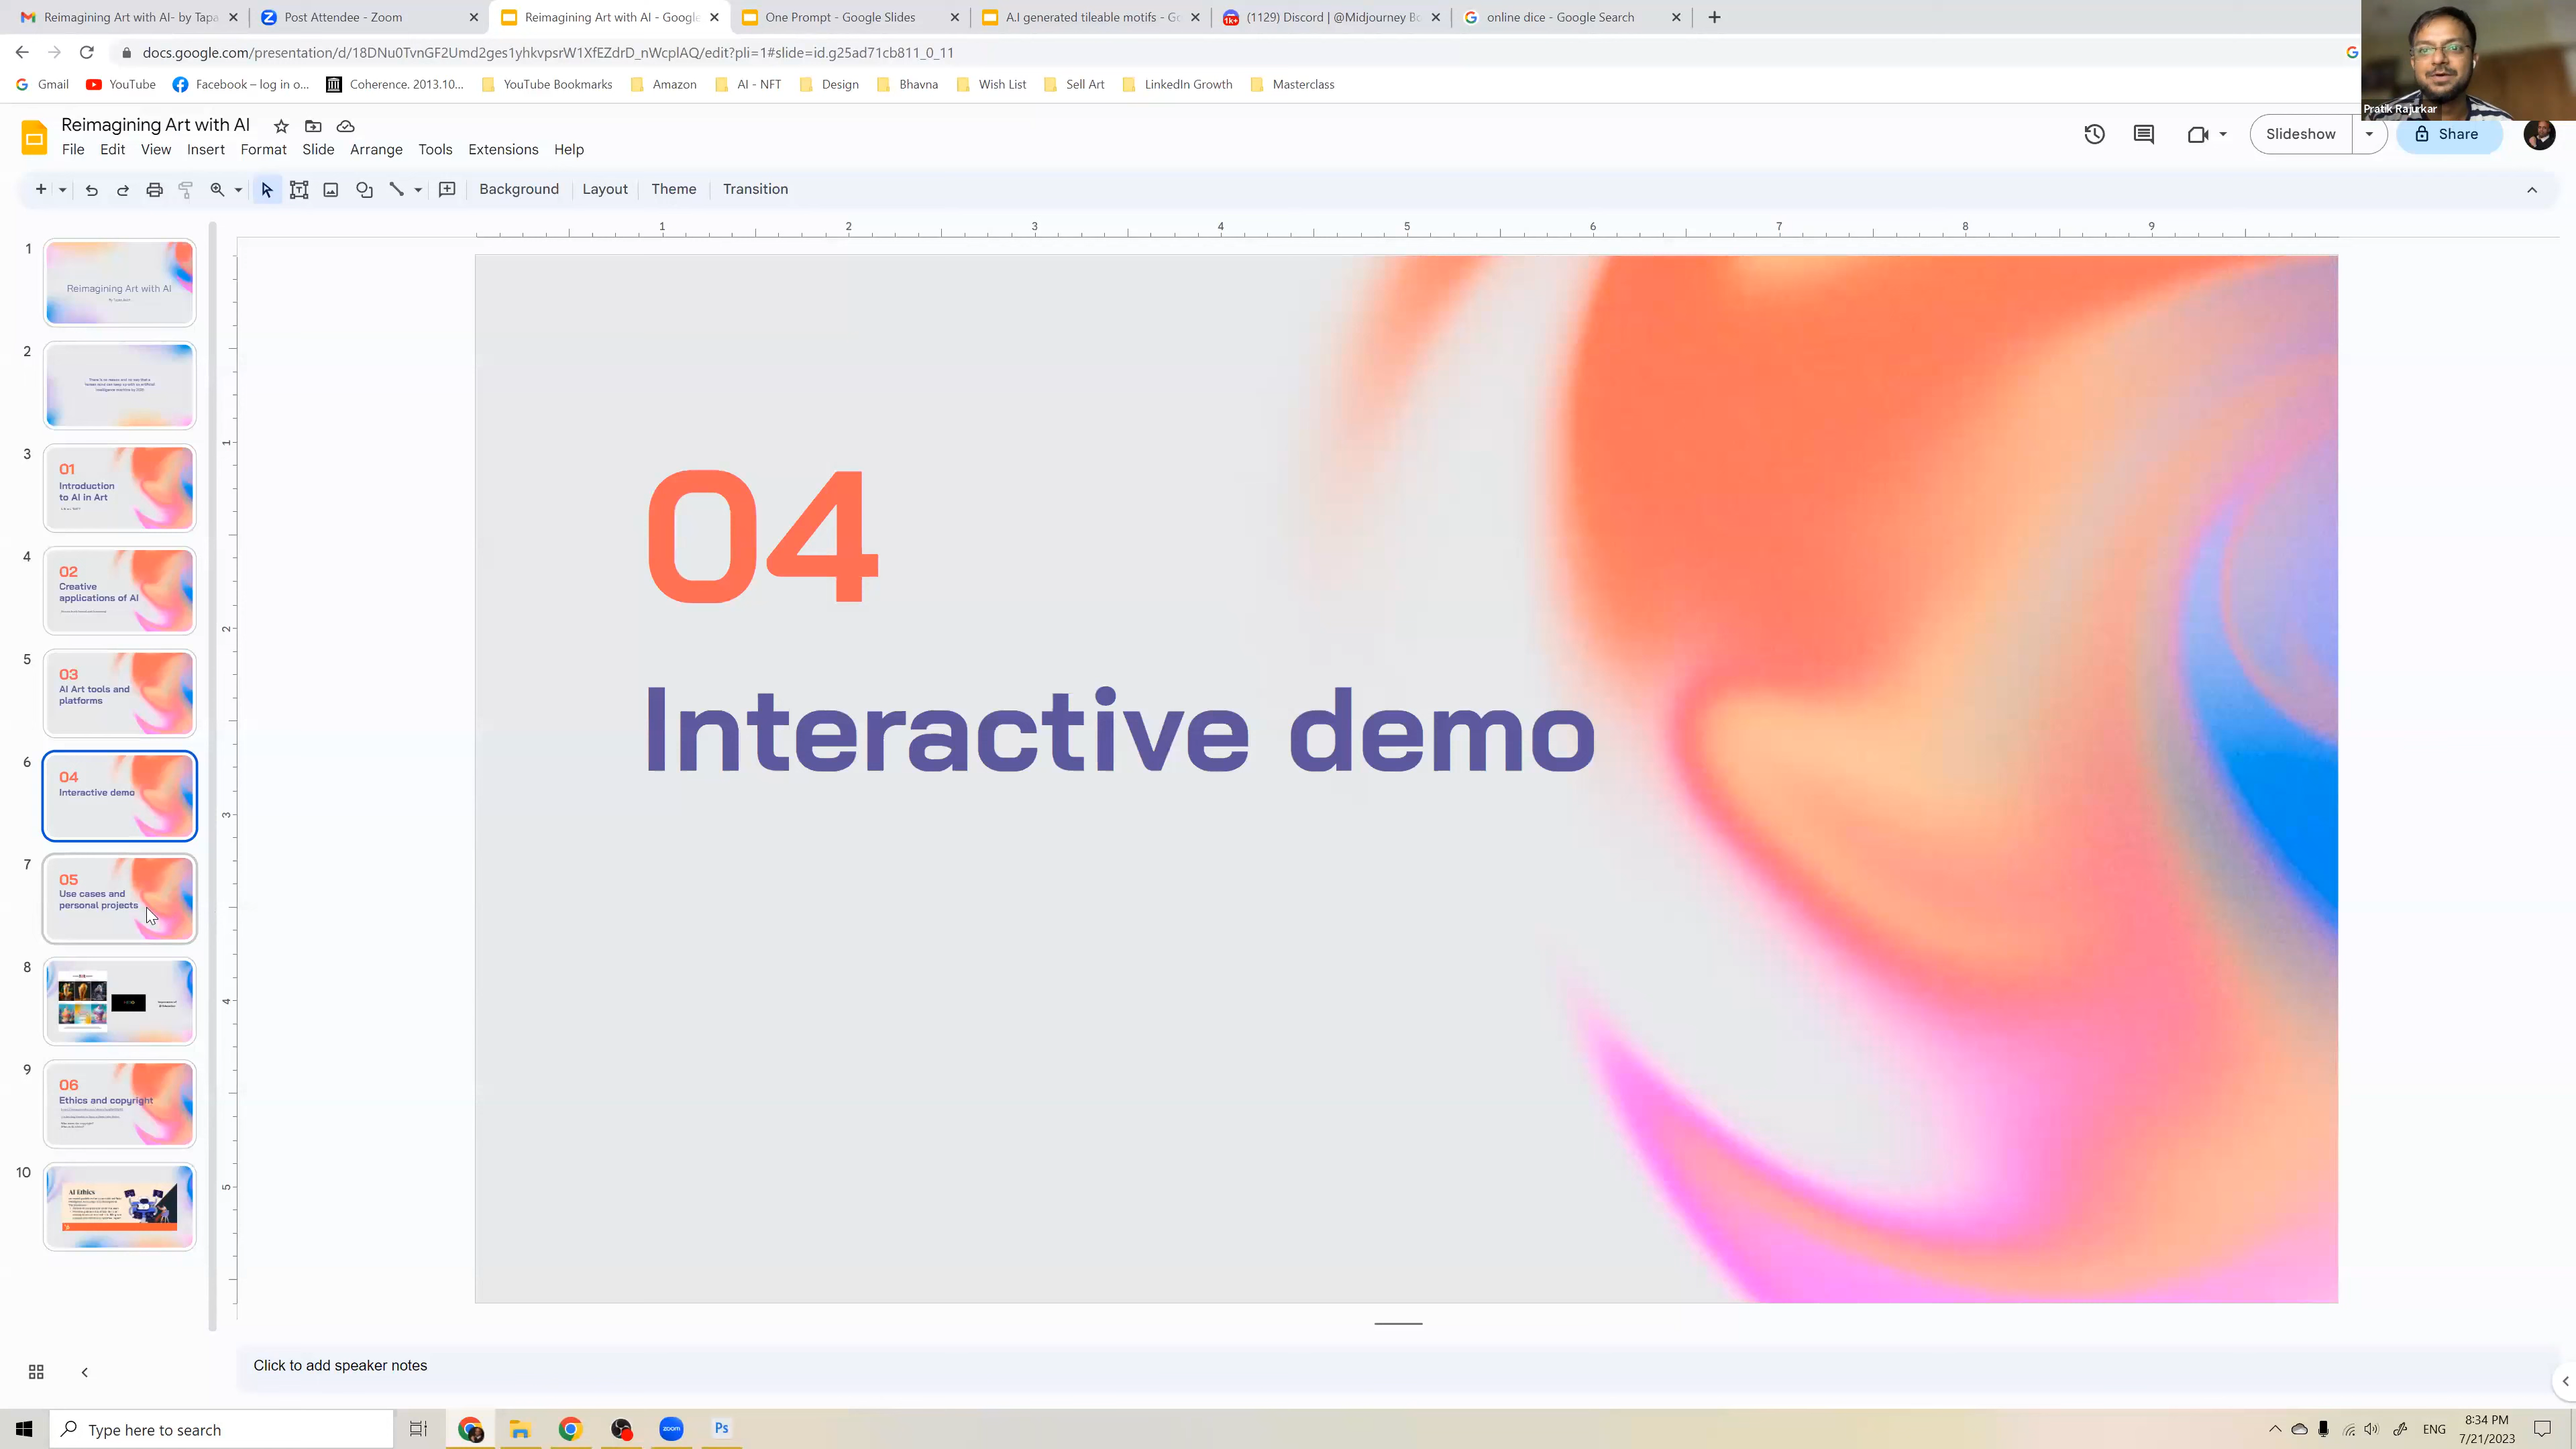 Reimagining Art with AI- by Tapa
Post Attendee - Zoom
Reimagining Art with AI - Google
One Prompt - Google Slides
A.I generated tileable motifs - Go
(1129) Discord | @Midjourney Bo
online dice - Google Search
docs.google.com/presentation/d/18DNu0TvnGF2Umd2ges1yhkvpsrW1XfEZdrD_nWcplAQ/edit?pli=1#slide=id.g25ad71cb811_0_11
Gmail
YouTube
Facebook – log in o...
Coherence. 2013.10...
YouTube Bookmarks
Amazon
AI - NFT
Design
Bhavna
Wish List
Sell Art
LinkedIn Growth
Masterclass
Pratik Rajurkar
Reimagining Art with AI
File Edit View Insert Format Slide Arrange Tools Extensions Help
Slideshow
Share
Background Layout Theme Transition
1 2 3 4 5 6 7 8 9
1
2
3
4
5
1
Reimagining Art with AI
2
3
01
Introduction
to AI in Art
4
02
Creative
applications of AI
5
03
AI Art tools and
platforms
6
04
Interactive demo
7
05
Use cases and
personal projects
8
9
06
Ethics and copyright
10
AI Ethics
04
Interactive demo
Click to add speaker notes
Type here to search
zoom
Ps
ENG
8:34 PM
7/21/2023